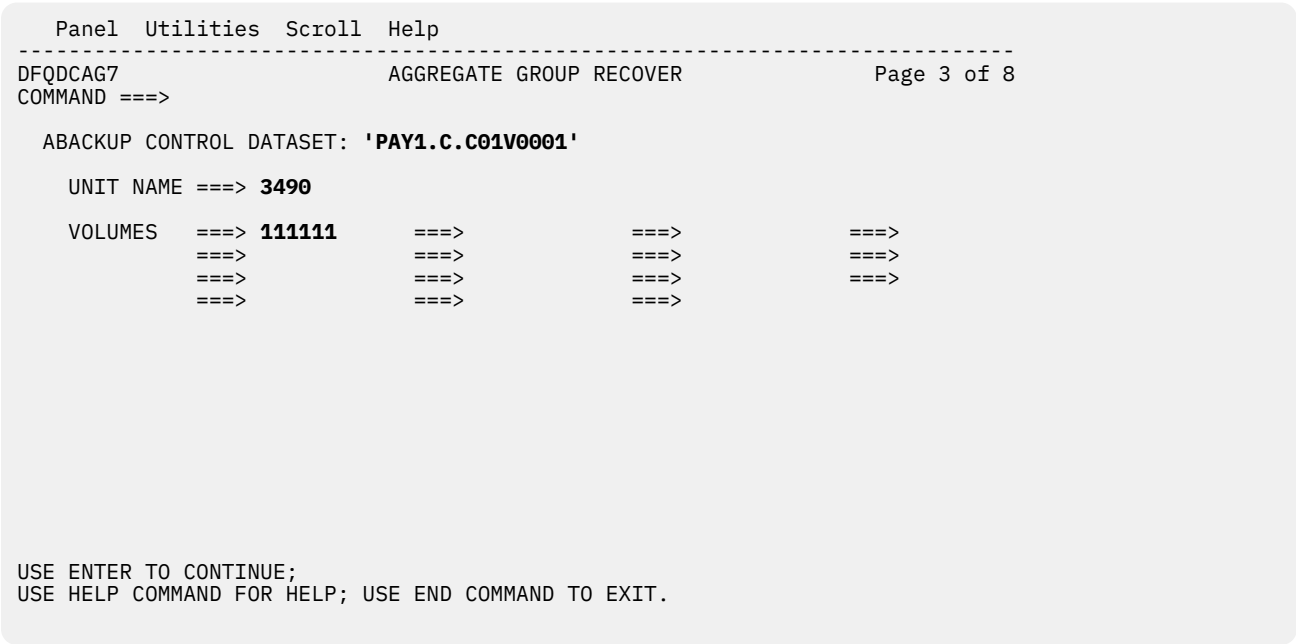 Panel  Utilities  Scroll  Help
------------------------------------------------------------------------------
DFQDCAG7                     AGGREGATE GROUP RECOVER               Page 3 of 8
COMMAND ===>
ABACKUP CONTROL DATASET: 'PAY1.C.C01V0001'
UNIT NAME ===> 3490
VOLUMES   ===> 111111      ===>             ===>             ===>
===>             ===>             ===>             ===>
===>             ===>             ===>             ===>
===>             ===>             ===>
USE ENTER TO CONTINUE;
USE HELP COMMAND FOR HELP; USE END COMMAND TO EXIT.